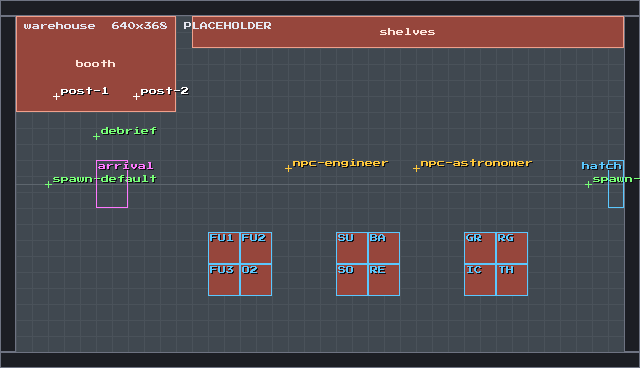 warehouse 640x368 PLACEHOLDER
shelves
booth
post-1 post-2
debrief
arrival
npc-engineer npc-astronomer hatch
spawn-default spawn-
FU1 FU2 SU BA GR RG
FU3 O2 SO RE IC TH